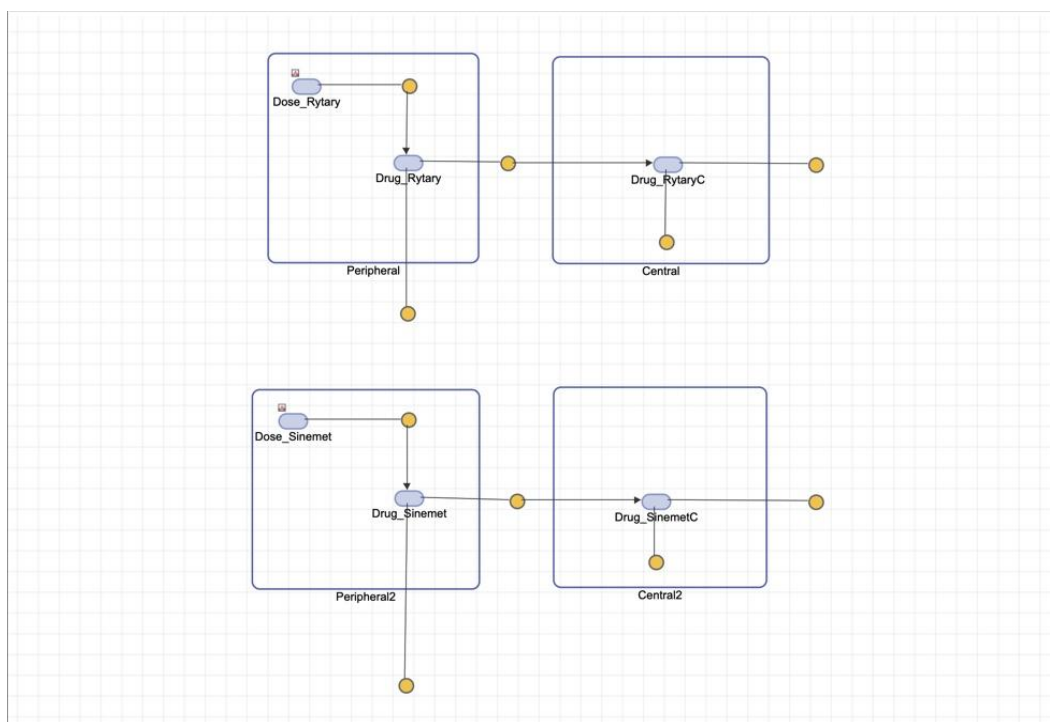 Dose_Rytary
Drug_Rytary
Drug_RytaryC
Peripheral
Central
Dose_Sinemet
Drug_Sinemet
Drug_SinemetC
Peripheral2
Central2